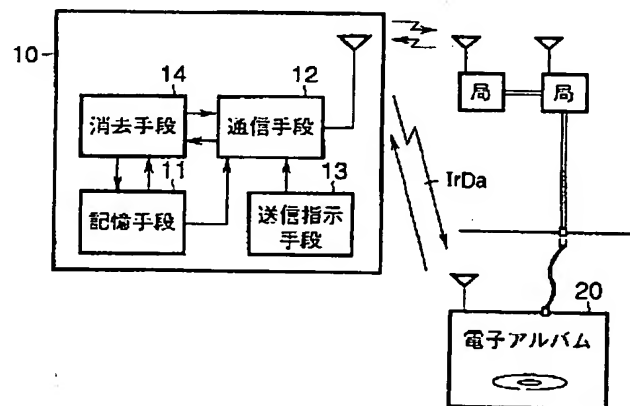 10
14
消去手段
12
通信手段
11
記憶手段
13
送信指示
手段
局
局
IrDa
20
電子アルバム